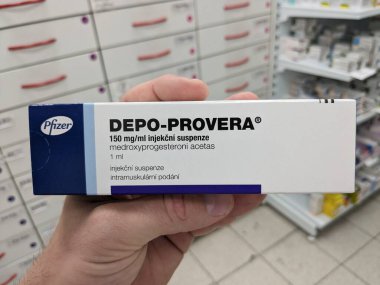 Pfizer
DEPO-PROVERA®
150 mg/ml injekční suspenze
medroxyprogesteroni acetas
1 ml
injekční suspenze
intramuskulární podání